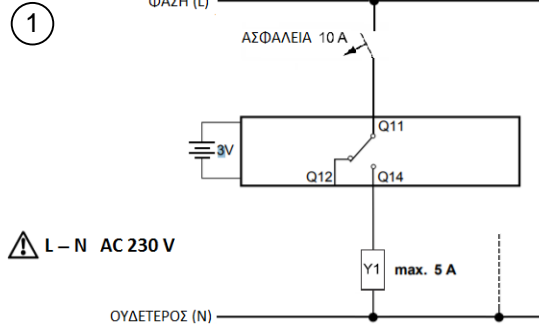 ΦΑΣΗ (L)
1
ΑΣΦΑΛΕΙΑ 10 A
Q11
3V
Q12
Q14
L – N AC 230 V
Y1
max. 5 A
ΟΥΔΕΤΕΡΟΣ (N)